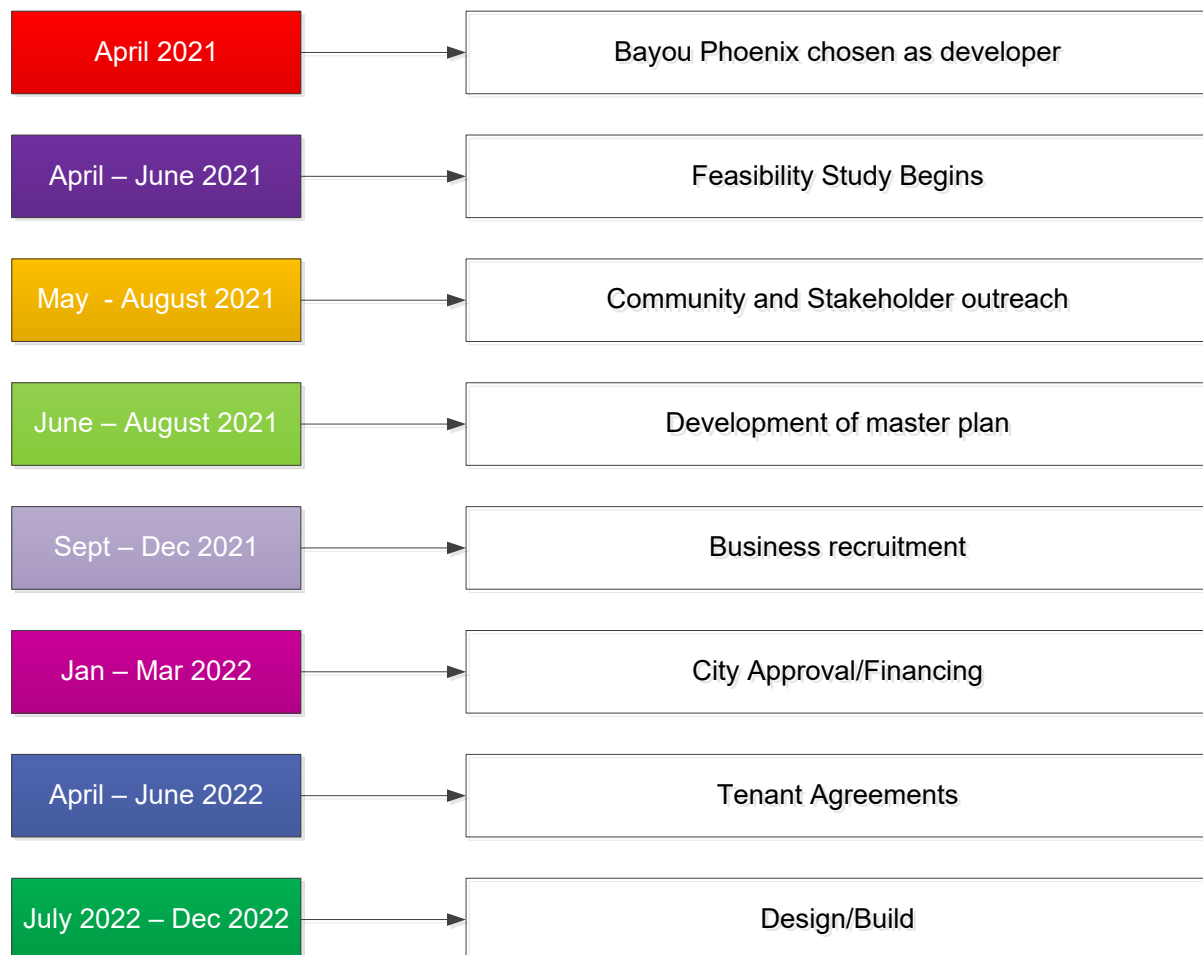 April 2021
Bayou Phoenix chosen as developer
April – June 2021
Feasibility Study Begins
May - August 2021
Community and Stakeholder outreach
June – August 2021
Development of master plan
Sept – Dec 2021
Business recruitment
Jan – Mar 2022
City Approval/Financing
April – June 2022
Tenant Agreements
July 2022 – Dec 2022
Design/Build